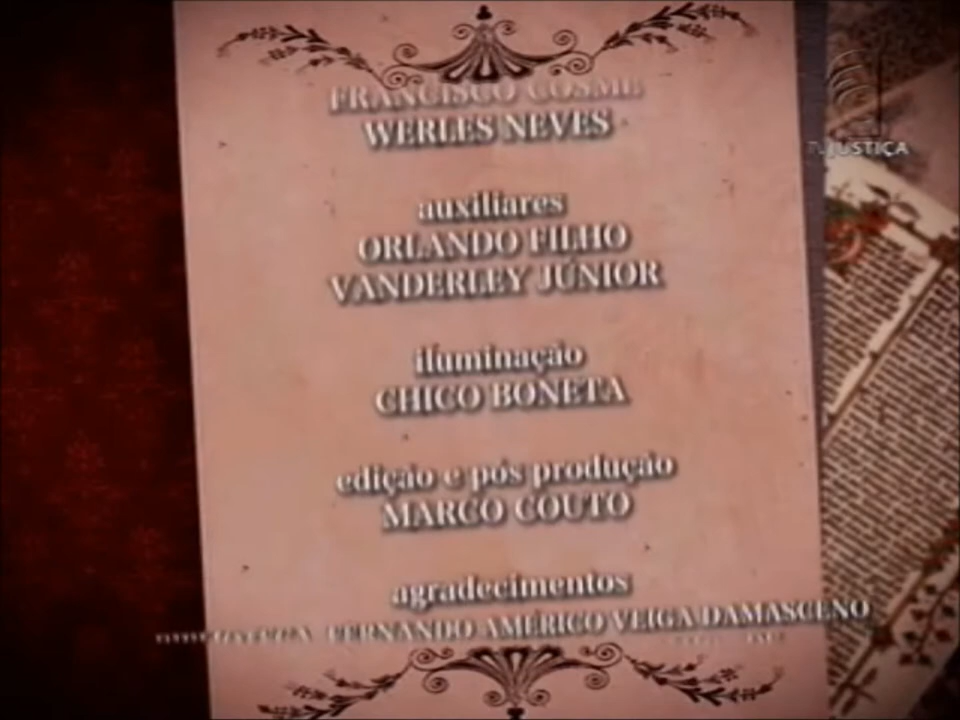 FRANCISCO COSME
WERLES NEVES
auxiliares
ORLANDO FILHO
VANDERLEY JÚNIOR
iluminação
CHICO BONETA
edição e pós produção
MARCO COUTO
agradecimentos
FERNANDO AMÉRICO VEIGA DAMASCENO
TV JUSTIÇA